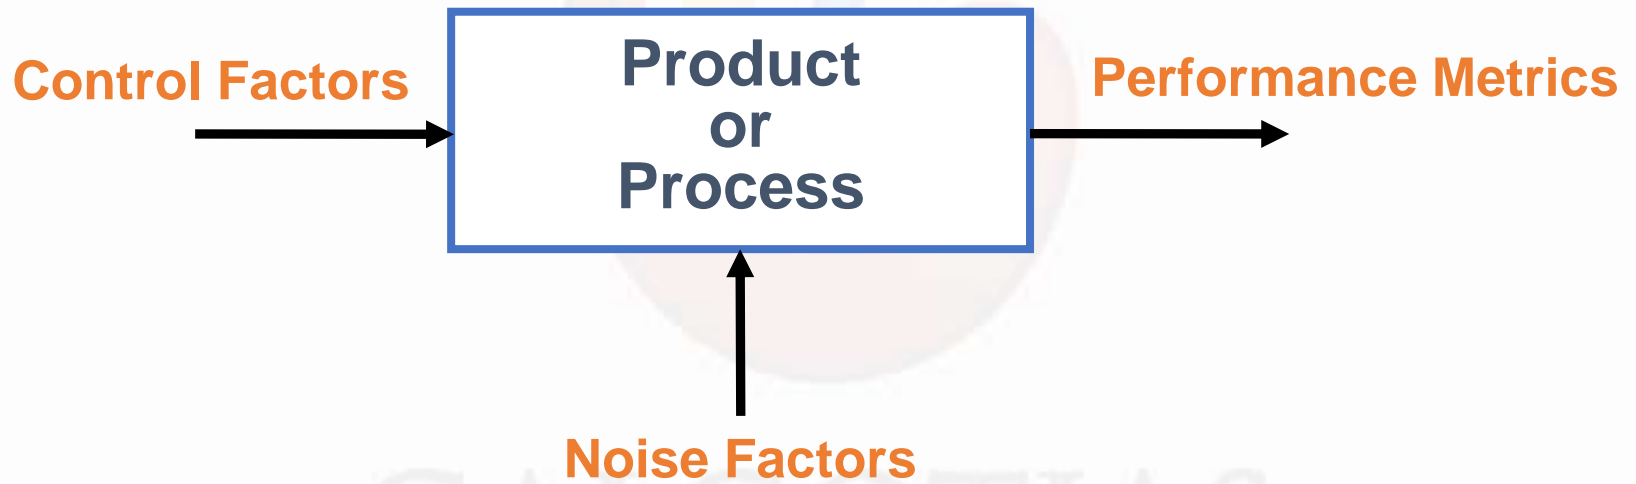 Control Factors
Product
or
Process
Performance Metrics
Noise Factors